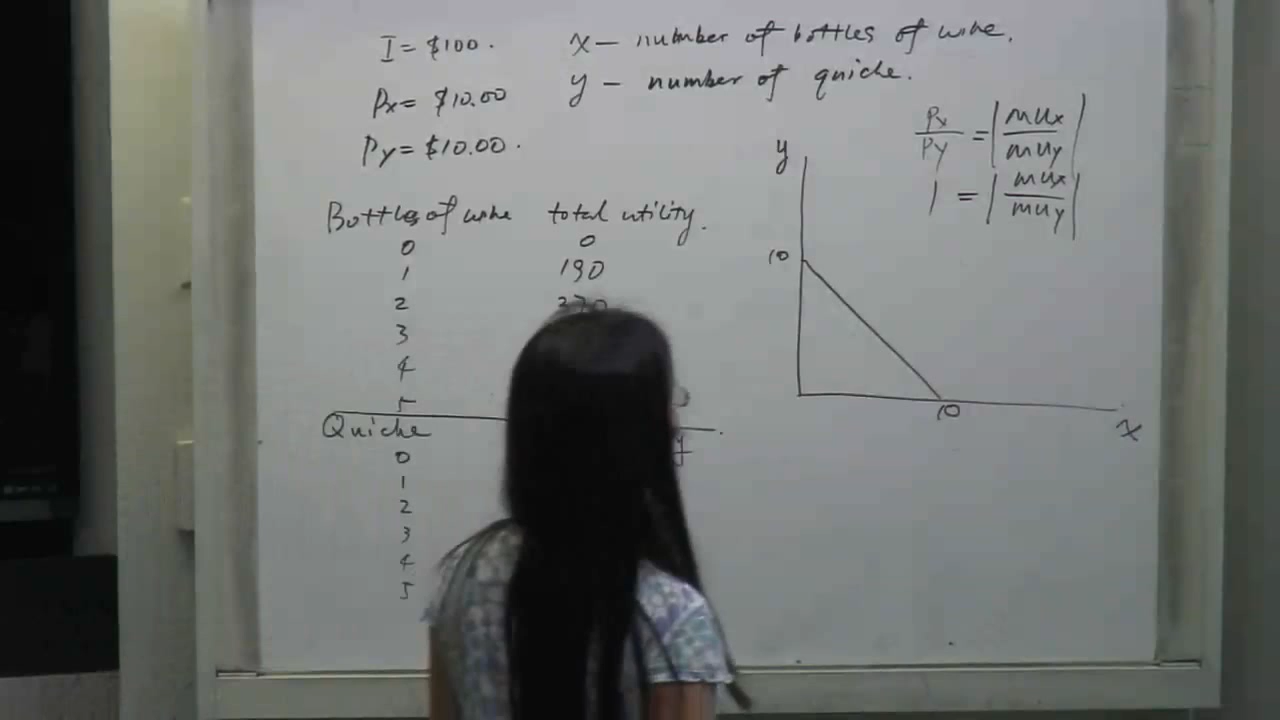 I = $100.
x – number of bottles of wine.
Px = $10.00
y – number of quiche.
Py = $10.00.
Bottles of wine total utility.
0 0
1 190
2
3
4
5
Quiche
0
1
2
3
4
5
Px/Py = |mux/muy|
1 = |mux/muy|
y
10
10
x